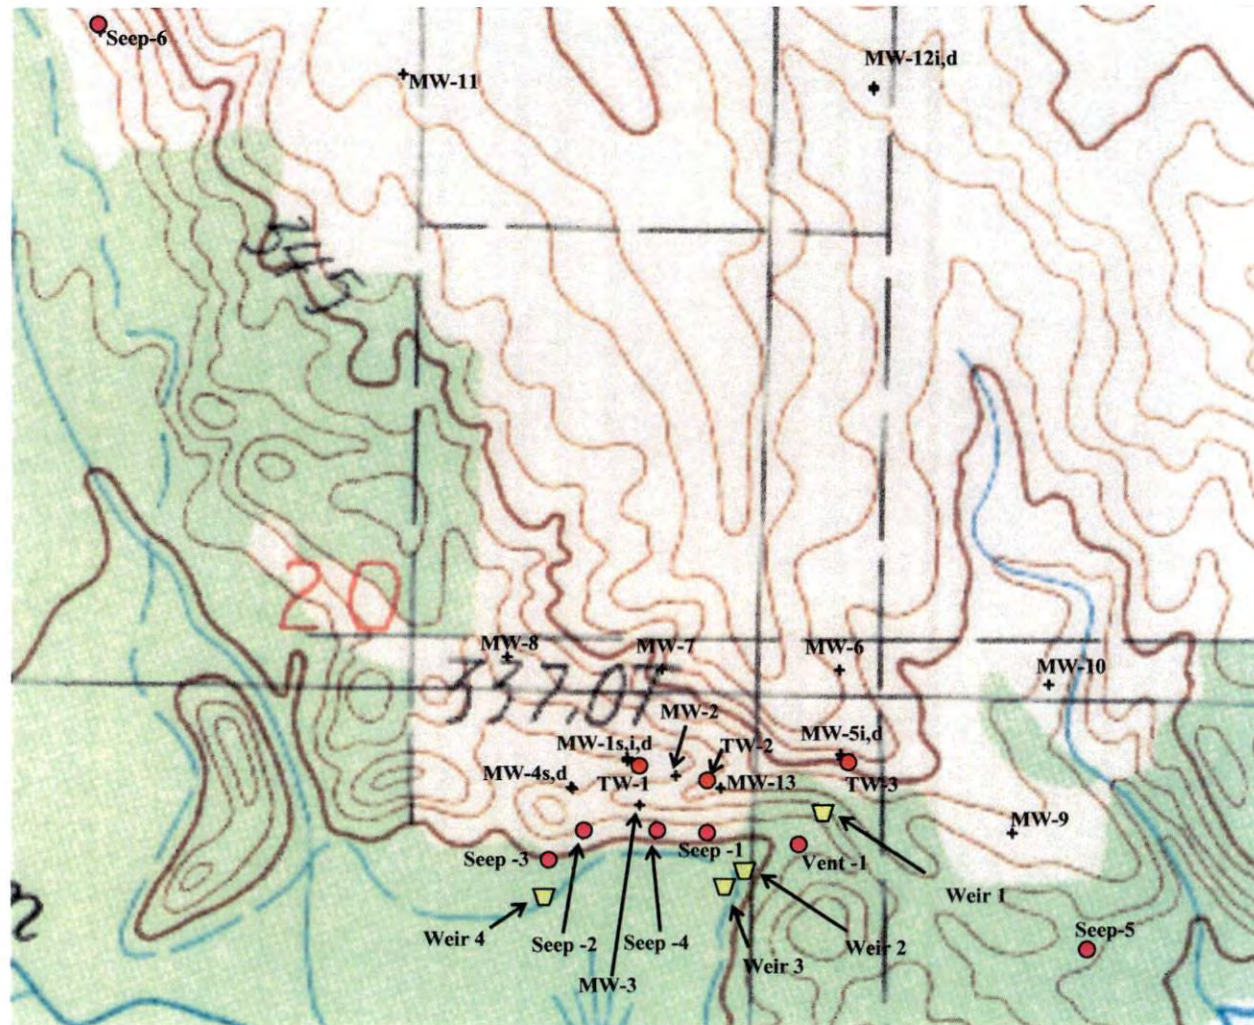 Seep-6
MW-11
MW-12i,d
345
20
MW-8
MW-7
MW-6
MW-10
337.07
MW-2
MW-1s,i,d
TW-2
MW-5i,d
MW-4s,d
TW-1
MW-13
TW-3
MW-9
Seep -3
Seep -1
Vent -1
Weir 1
Weir 4
Seep -2
Seep -4
Weir 2
Seep-5
Weir 3
MW-3